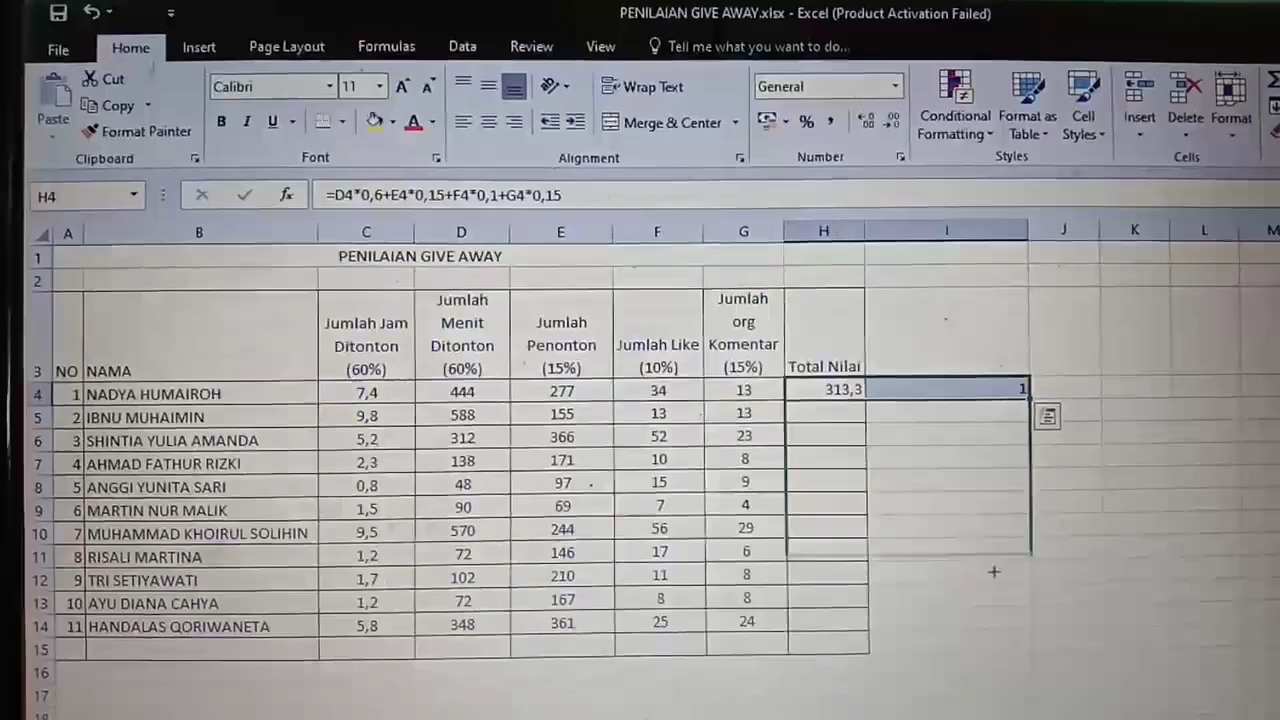 PENILAIAN GIVE AWAY.xlsx - Excel (Product Activation Failed)
File Home Insert Page Layout Formulas Data Review View Tell me what you want to do...
Cut
Copy
Format Painter
Paste
Clipboard
Calibri 11
A A
B I U A
Font
Wrap Text
Merge & Center
Alignment
General
% ,
Number
Conditional Formatting
Format as Table
Cell Styles
Styles
Insert Delete Format
Cells
H4 fx =D4*0,6+E4*0,15+F4*0,1+G4*0,15
A B C D E F G H I J K L M
1 PENILAIAN GIVE AWAY
2
3 NO NAMA Jumlah Jam Ditonton (60%) Jumlah Menit Ditonton (60%) Jumlah Penonton (15%) Jumlah Like (10%) Jumlah org Komentar (15%) Total Nilai
4 1 NADYA HUMAIROH 7,4 444 277 34 13 313,3 1
5 2 IBNU MUHAIMIN 9,8 588 155 13 13
6 3 SHINTIA YULIA AMANDA 5,2 312 366 52 23
7 4 AHMAD FATHUR RIZKI 2,3 138 171 10 8
8 5 ANGGI YUNITA SARI 0,8 48 97 15 9
9 6 MARTIN NUR MALIK 1,5 90 69 7 4
10 7 MUHAMMAD KHOIRUL SOLIHIN 9,5 570 244 56 29
11 8 RISALI MARTINA 1,2 72 146 17 6
12 9 TRI SETIYAWATI 1,7 102 210 11 8
13 10 AYU DIANA CAHYA 1,2 72 167 8 8
14 11 HANDALAS QORIWANETA 5,8 348 361 25 24
15
16
17